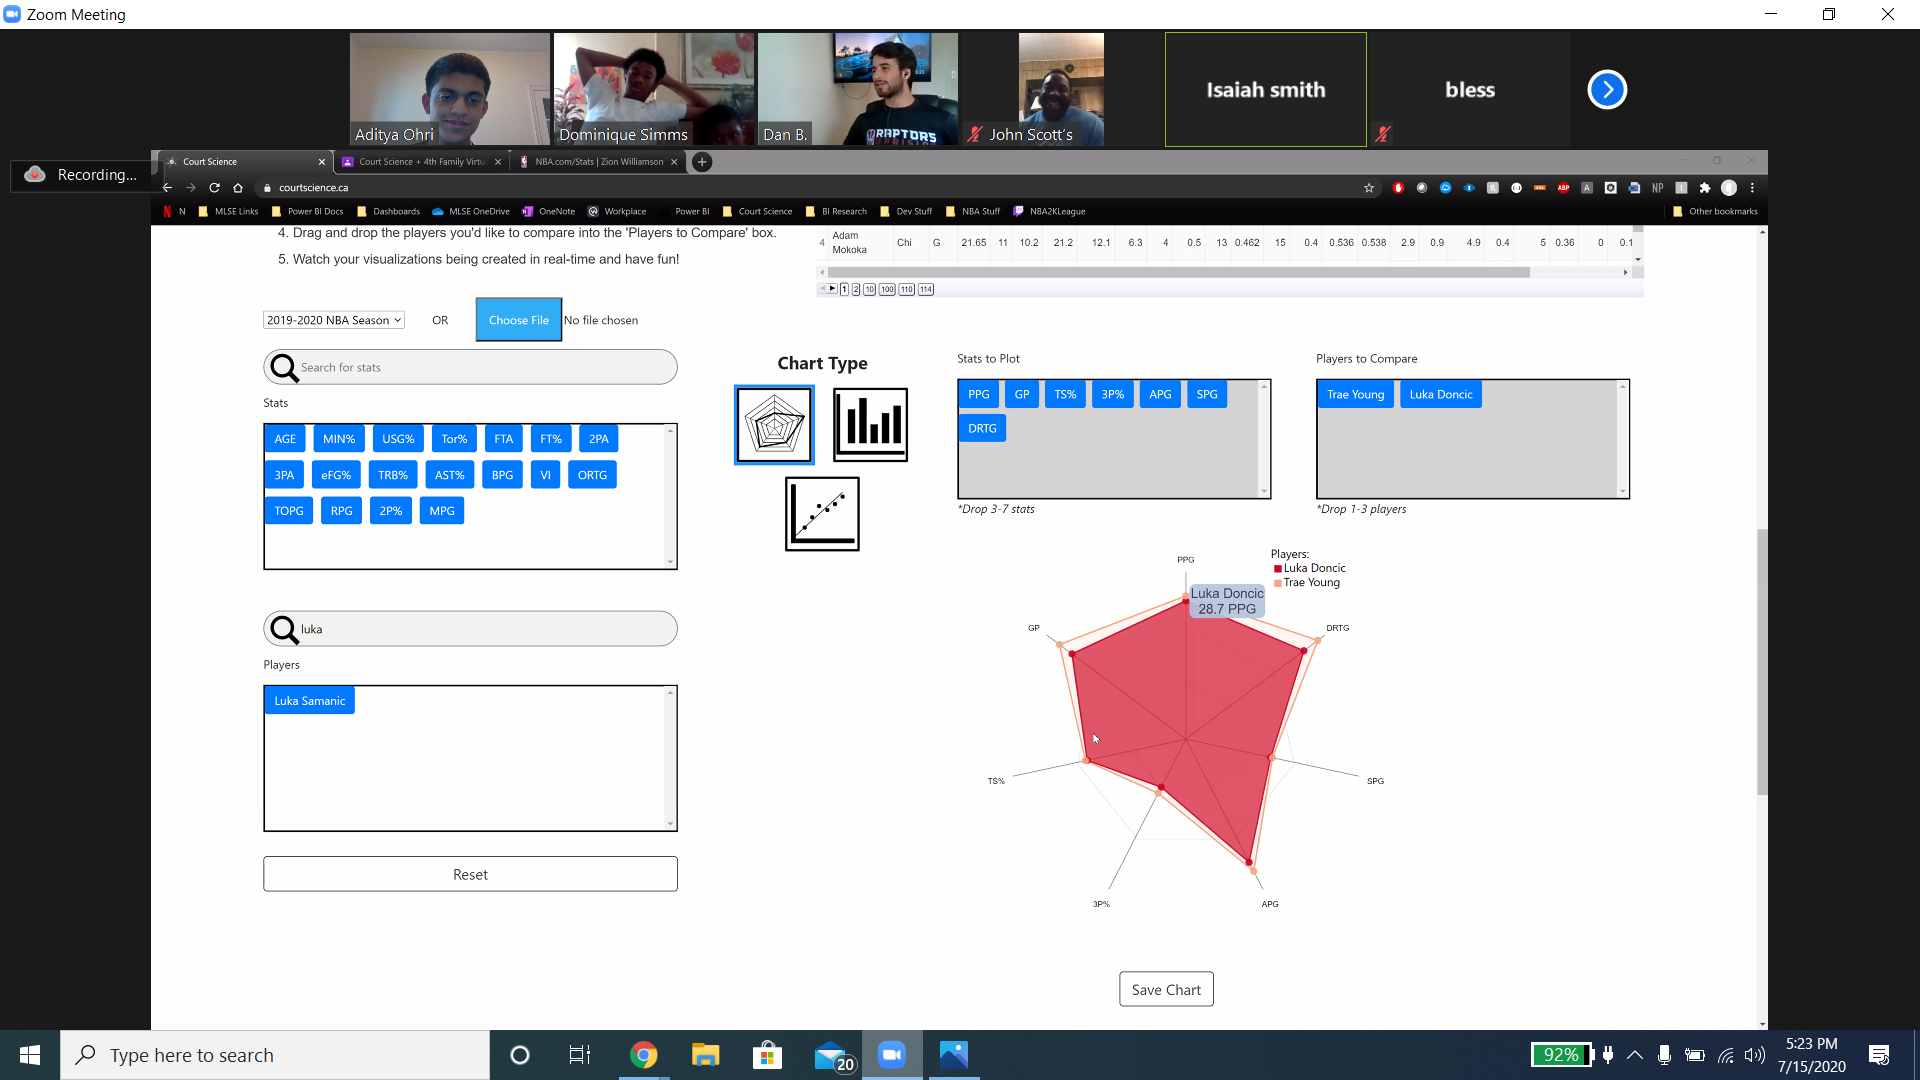 Zoom Meeting
Aditya Ohri
Dominique Simms
RAPTORS
UPRISING
Dan B.
John Scott's
Isaiah smith
bless
Recording...
Court Science
Court Science + 4th Family Virtu
NBA.com/Stats | Zion Williamson
courtscience.ca
ABP
NP
N
MLSE Links
Power BI Docs
Dashboards
MLSE OneDrive
OneNote
Workplace
Power BI
Court Science
BI Research
Dev Stuff
NBA Stuff
NBA2KLeague
Other bookmarks
4. Drag and drop the players you'd like to compare into the 'Players to Compare' box.
5. Watch your visualizations being created in real-time and have fun!
4 Adam Mokoka Chi G 21.65 11 10.2 21.2 12.1 6.3 4 0.5 13 0.462 15 0.4 0.536 0.538 2.9 0.9 4.9 0.4 5 0.36 0 0.1
1 2 10 100 110 114
2019-2020 NBA Season
OR
Choose File
No file chosen
Search for stats
Stats
AGE MIN% USG% Tor% FTA FT% 2PA
3PA eFG% TRB% AST% BPG VI ORTG
TOPG RPG 2P% MPG
luka
Players
Luka Samanic
Reset
Chart Type
Stats to Plot
PPG GP TS% 3P% APG SPG
DRTG
*Drop 3-7 stats
Players to Compare
Trae Young Luka Doncic
*Drop 1-3 players
Players:
Luka Doncic
Trae Young
PPG
Luka Doncic
28.7 PPG
GP
DRTG
TS%
SPG
3P%
APG
Save Chart
Type here to search
20
92%
5:23 PM
7/15/2020